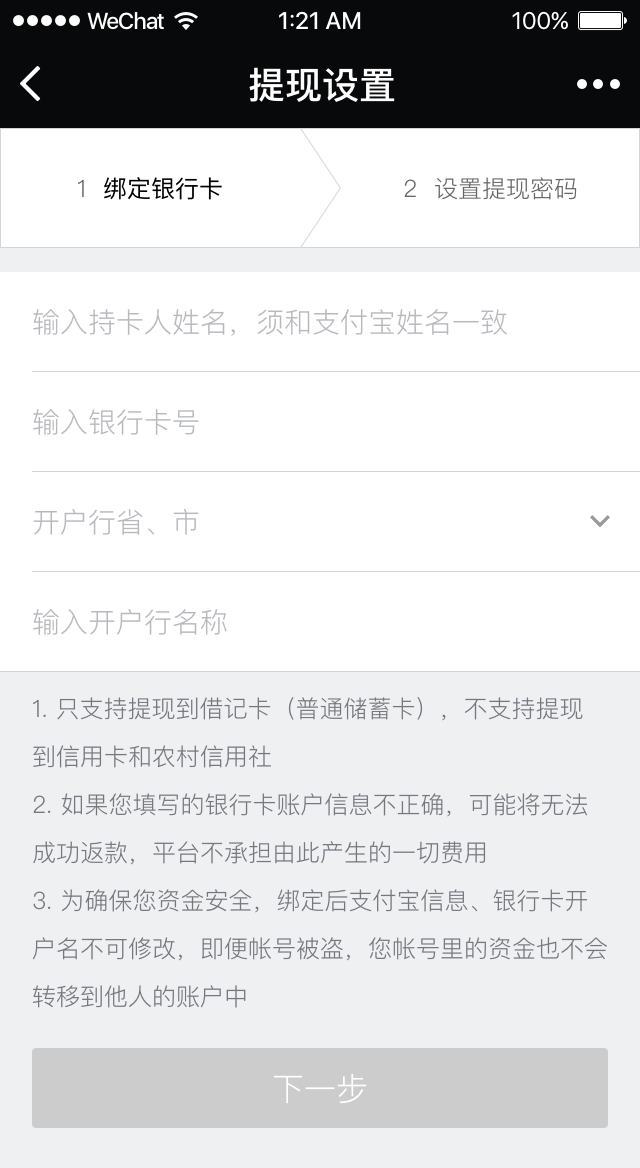 WeChat 1:21 AM 100%
提现设置
1 绑定银行卡 2 设置提现密码
输入持卡人姓名，须和支付宝姓名一致
输入银行卡号
开户行省、市
输入开户行名称
1. 只支持提现到借记卡（普通储蓄卡），不支持提现
到信用卡和农村信用社
2. 如果您填写的银行卡账户信息不正确，可能将无法
成功返款，平台不承担由此产生的一切费用
3. 为确保您资金安全，绑定后支付宝信息、银行卡开
户名不可修改，即便帐号被盗，您帐号里的资金也不会
转移到他人的账户中
下一步